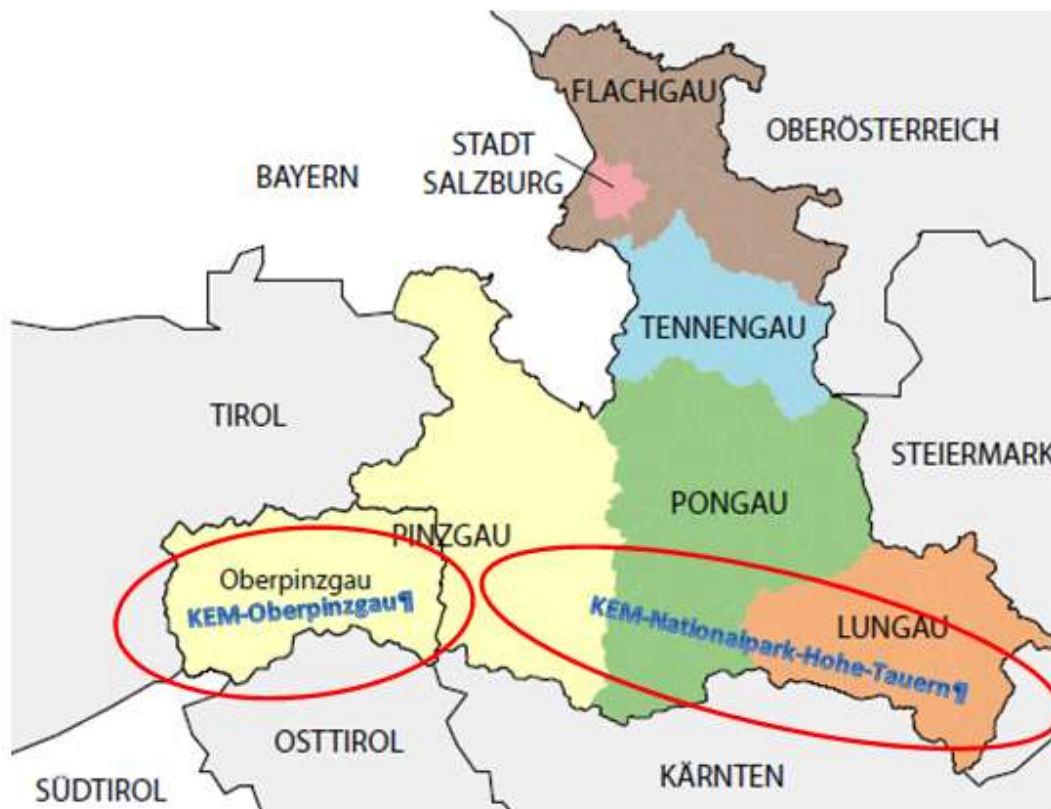 FLACHGAU
OBERÖSTERREICH
STADT
SALZBURG
BAYERN
TENNENGAU
TIROL
STEIERMARK
PONGAU
PINZGAU
Oberpinzgau
KEM-Oberpinzgau¶
KEM-Nationalpark-Hohe-Tauern¶
LUNGAU
OSTTIROL
KÄRNTEN
SÜDTIROL